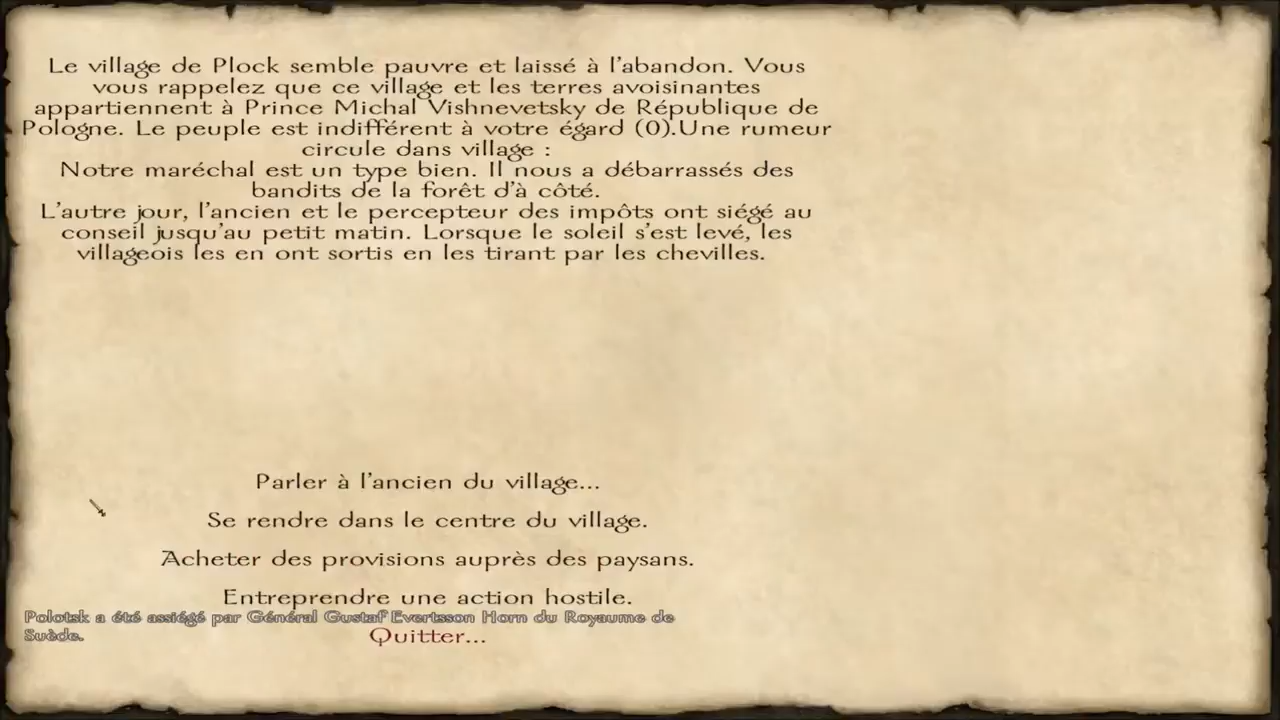 Le village de Plock semble pauvre et laissé à l'abandon. Vous
vous rappelez que ce village et les terres avoisinantes
appartiennent à Prince Michal Vishnevetsky de République de
Pologne. Le peuple est indifférent à votre égard (0).Une rumeur
circule dans village :
Notre maréchal est un type bien. Il nous a débarrassés des
bandits de la forêt d'à côté.
L'autre jour, l'ancien et le percepteur des impôts ont siégé au
conseil jusqu'au petit matin. Lorsque le soleil s'est levé, les
villageois les en ont sortis en les tirant par les chevilles.
Parler à l'ancien du village...
Se rendre dans le centre du village.
Acheter des provisions auprès des paysans.
Entreprendre une action hostile.
Polotsk a été assiégé par Général Gustaf Evertsson Horn du Royaume de
Suède.
Quitter...